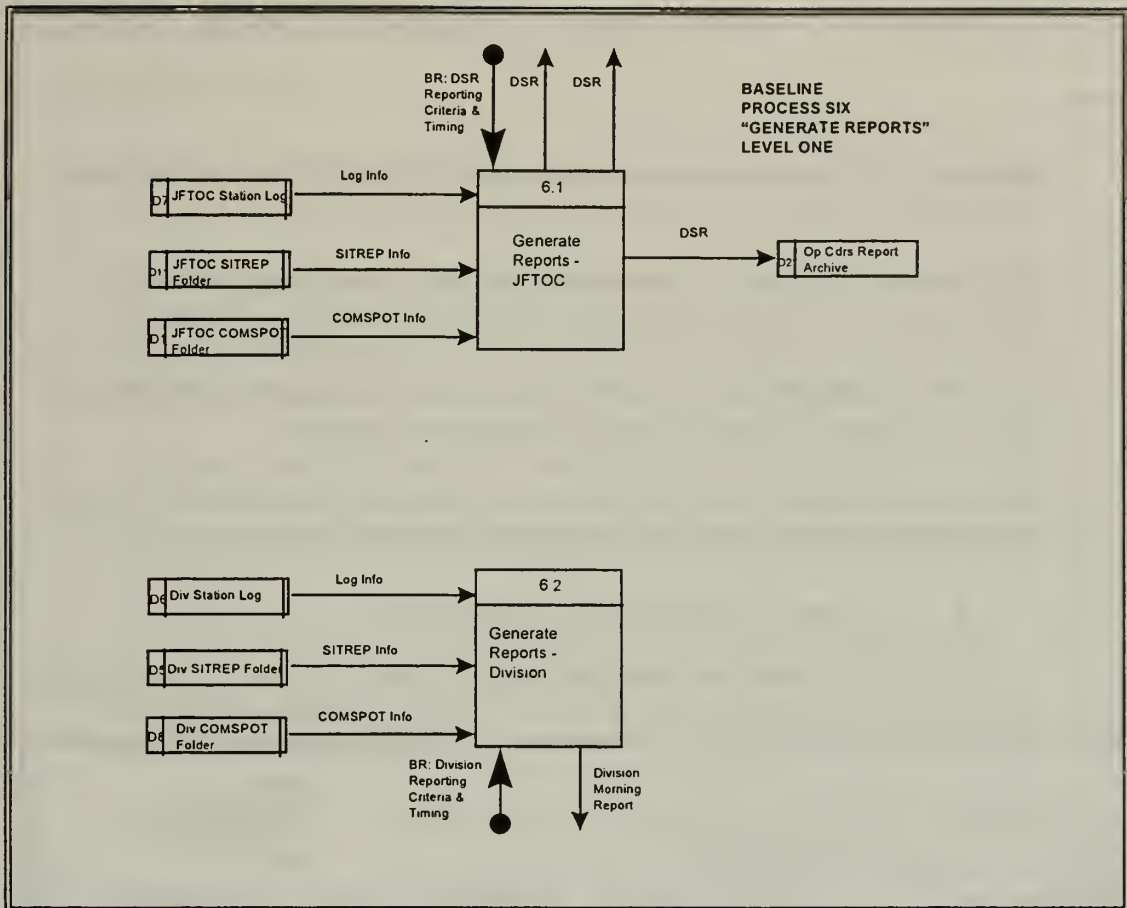 BR: DSR
Reporting
Criteria &
Timing
DSR
DSR
BASELINE
PROCESS SIX
“GENERATE REPORTS”
LEVEL ONE
D7 JFTOC Station Log
Log Info
6.1
Generate
Reports -
JFTOC
JFTOC SITREP
Folder
SITREP Info
JFTOC COMSPOT
Folder
COMSPOT Info
DSR
Op Cdrs Report
Archive
D6 Div Station Log
Log Info
6 2
Generate
Reports -
Division
D5 Div SITREP Folder
SITREP Info
D8 Div COMSPOT
Folder
COMSPOT Info
BR: Division
Reporting
Criteria &
Timing
Division
Morning
Report